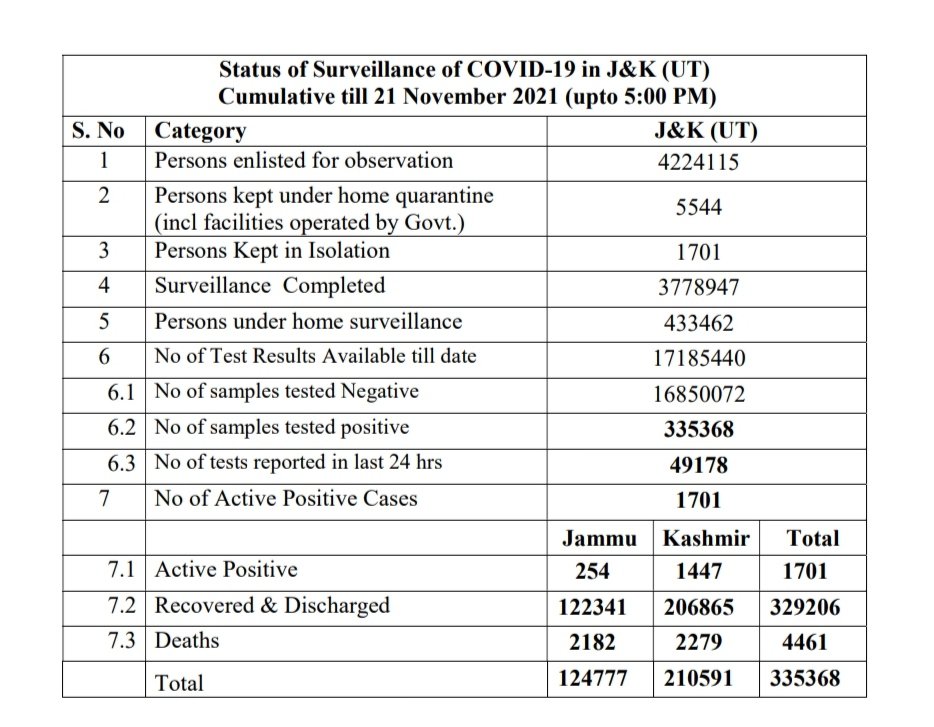 Status of Surveillance of COVID-19 in J&K (UT)
Cumulative till 21 November 2021 (upto 5:00 PM)
S. No Category J&K (UT)
1 Persons enlisted for observation 4224115
2 Persons kept under home quarantine
(incl facilities operated by Govt.) 5544
3 Persons Kept in Isolation 1701
4 Surveillance Completed 3778947
5 Persons under home surveillance 433462
6 No of Test Results Available till date 17185440
6.1 No of samples tested Negative 16850072
6.2 No of samples tested positive 335368
6.3 No of tests reported in last 24 hrs 49178
7 No of Active Positive Cases 1701
Jammu Kashmir Total
7.1 Active Positive 254 1447 1701
7.2 Recovered & Discharged 122341 206865 329206
7.3 Deaths 2182 2279 4461
Total 124777 210591 335368